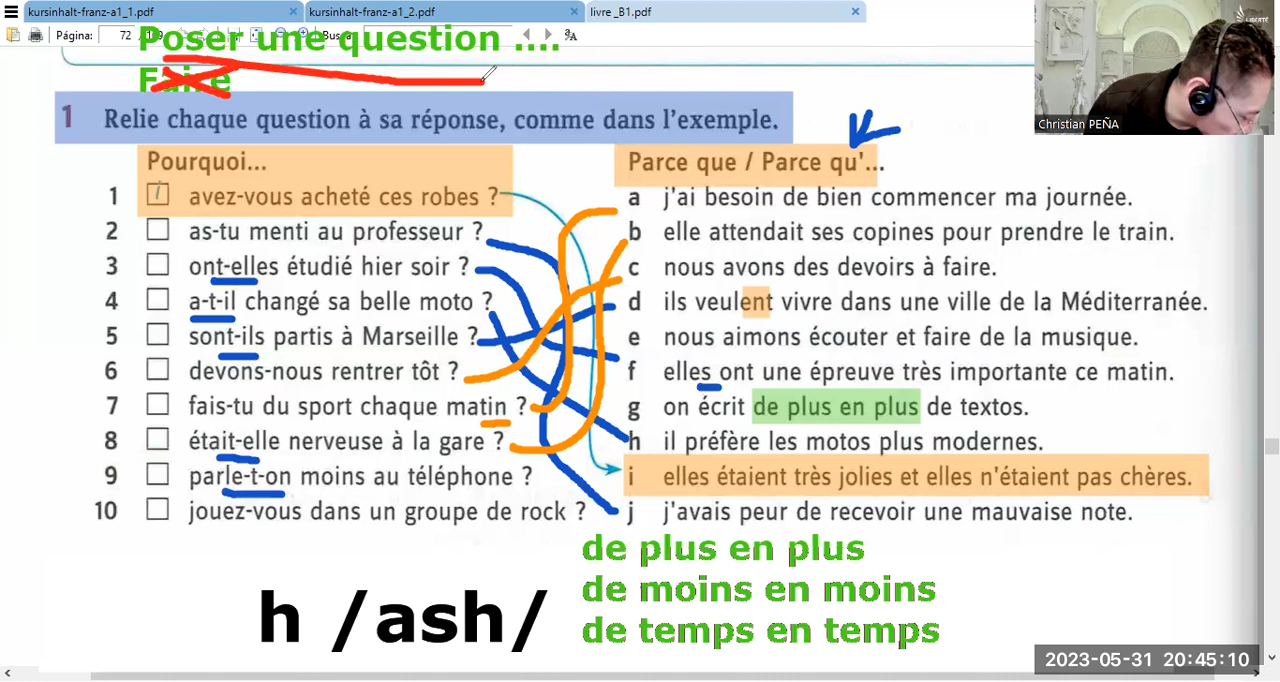 kursinhalt-franz-a1_1.pdf
kursinhalt-franz-a1_2.pdf
livre _B1.pdf
Página:
72
Poser une question ....
Faire
LIBERTÉ
Christian PEÑA
1 Relie chaque question à sa réponse, comme dans l'exemple.
Pourquoi...
1 i avez-vous acheté ces robes ?
2 as-tu menti au professeur ?
3 ont-elles étudié hier soir ?
4 a-t-il changé sa belle moto ?
5 sont-ils partis à Marseille ?
6 devons-nous rentrer tôt ?
7 fais-tu du sport chaque matin ?
8 était-elle nerveuse à la gare ?
9 parle-t-on moins au téléphone ?
10 jouez-vous dans un groupe de rock ?
Parce que / Parce qu'...
a j'ai besoin de bien commencer ma journée.
b elle attendait ses copines pour prendre le train.
c nous avons des devoirs à faire.
d ils veulent vivre dans une ville de la Méditerranée.
e nous aimons écouter et faire de la musique.
f elles ont une épreuve très importante ce matin.
g on écrit de plus en plus de textos.
h il préfère les motos plus modernes.
i elles étaient très jolies et elles n'étaient pas chères.
j j'avais peur de recevoir une mauvaise note.
h /ash/
de plus en plus
de moins en moins
de temps en temps
2023-05-31 20:45:10